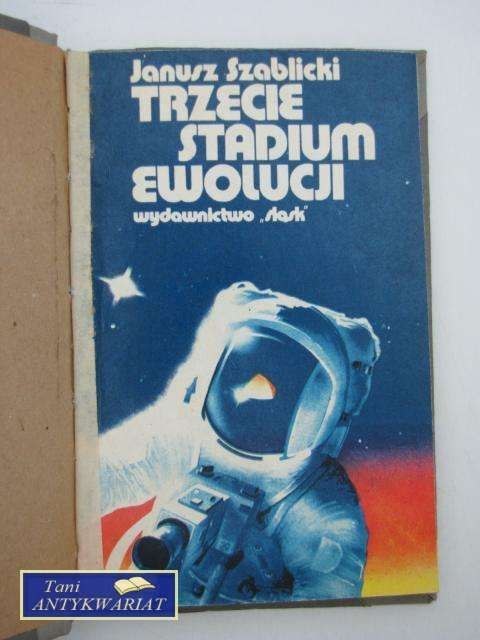 Janusz Szablicki
TRZECIE
STADIUM
EWOLUCJI
wydawnictwo „śląsk”
Tani
ANTYKWARIAT